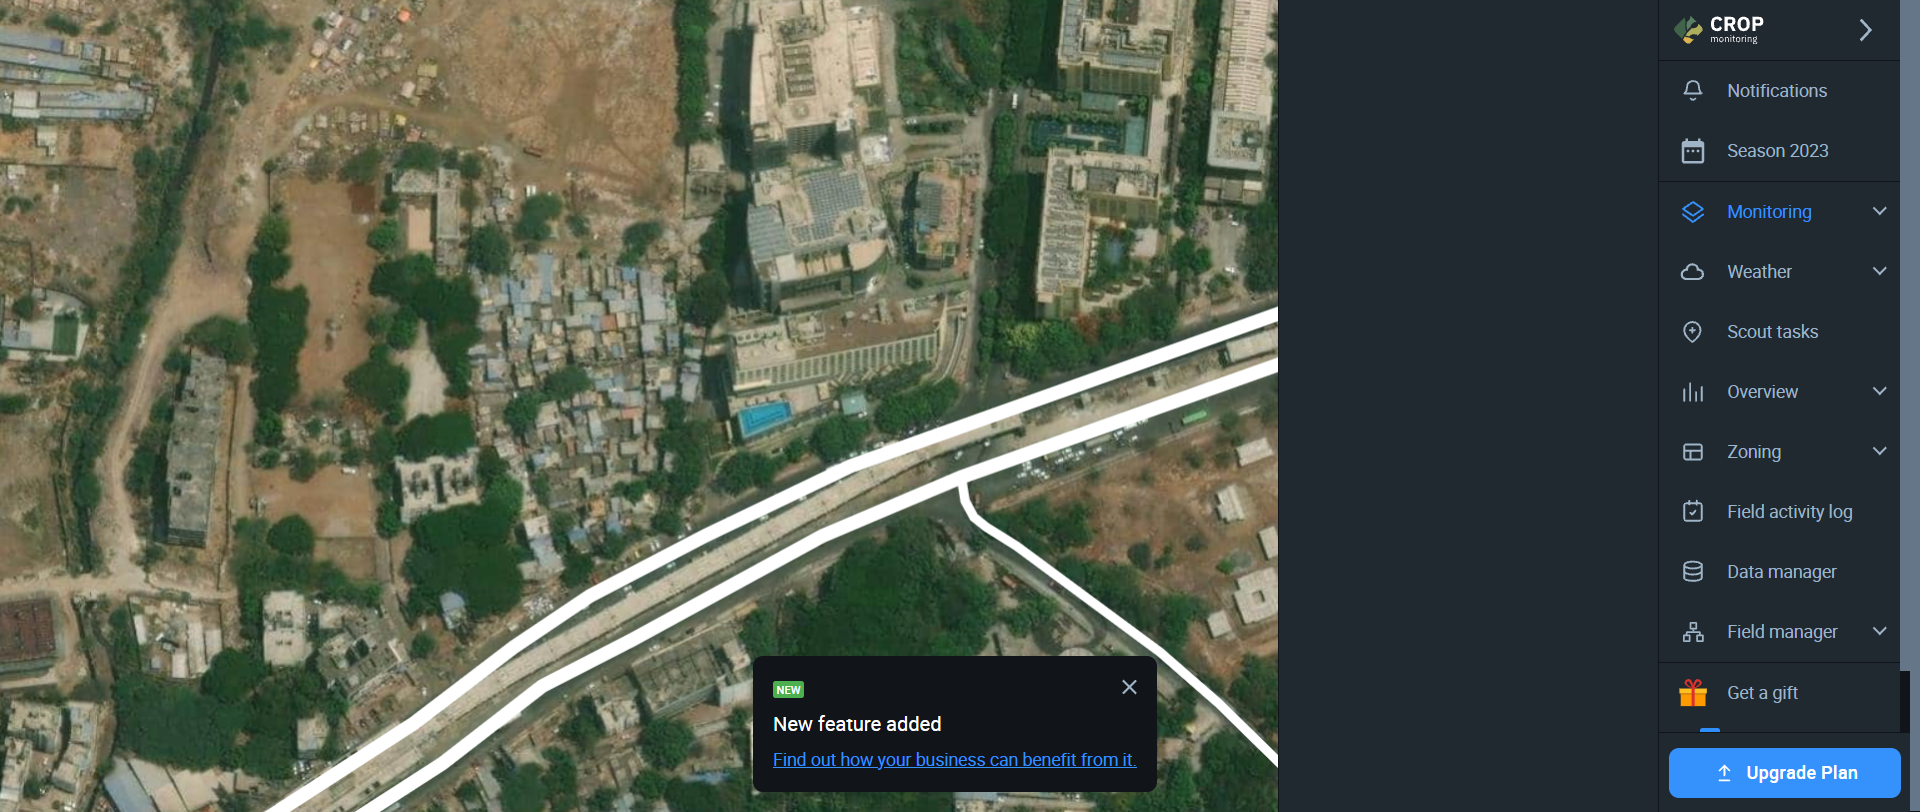 CROP
monitoring
Notifications
Season 2023
Monitoring
Weather
Scout tasks
Overview
Zoning
Field activity log
Data manager
Field manager
Get a gift
Upgrade Plan
NEW
New feature added
Find out how your business can benefit from it.